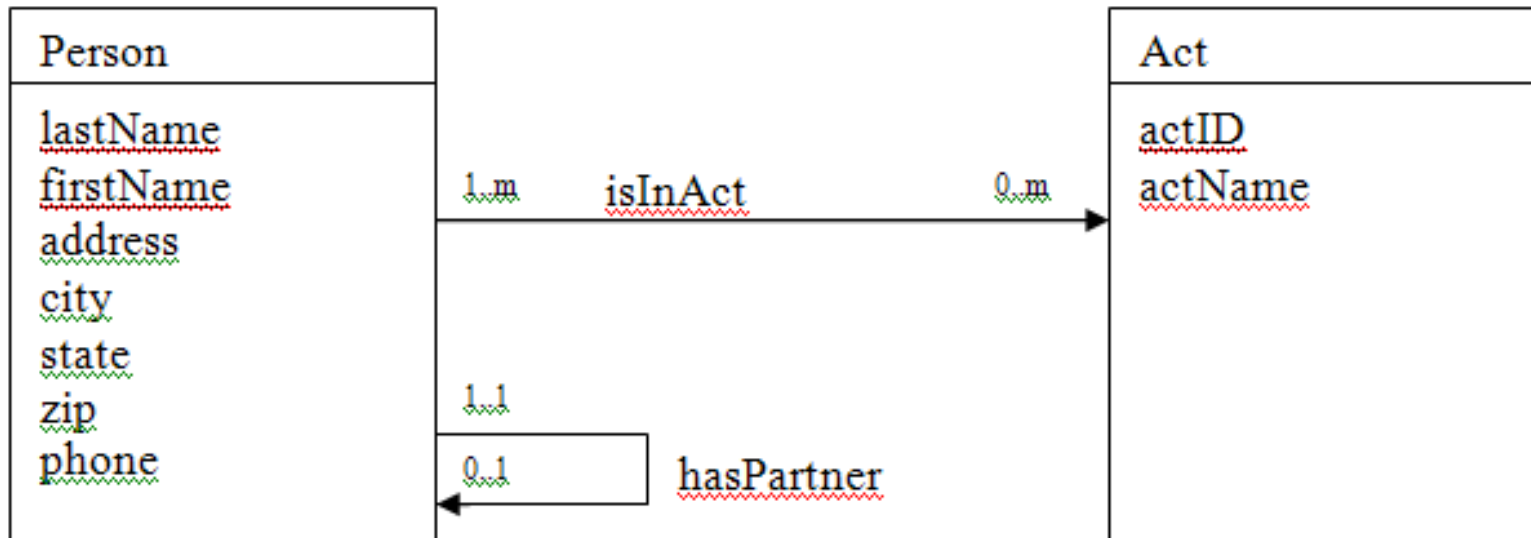 Person
lastName
firstName
address
city
state
zip
phone
1..m
isInAct
0..m
1..1
0..1
hasPartner
Act
actID
actName